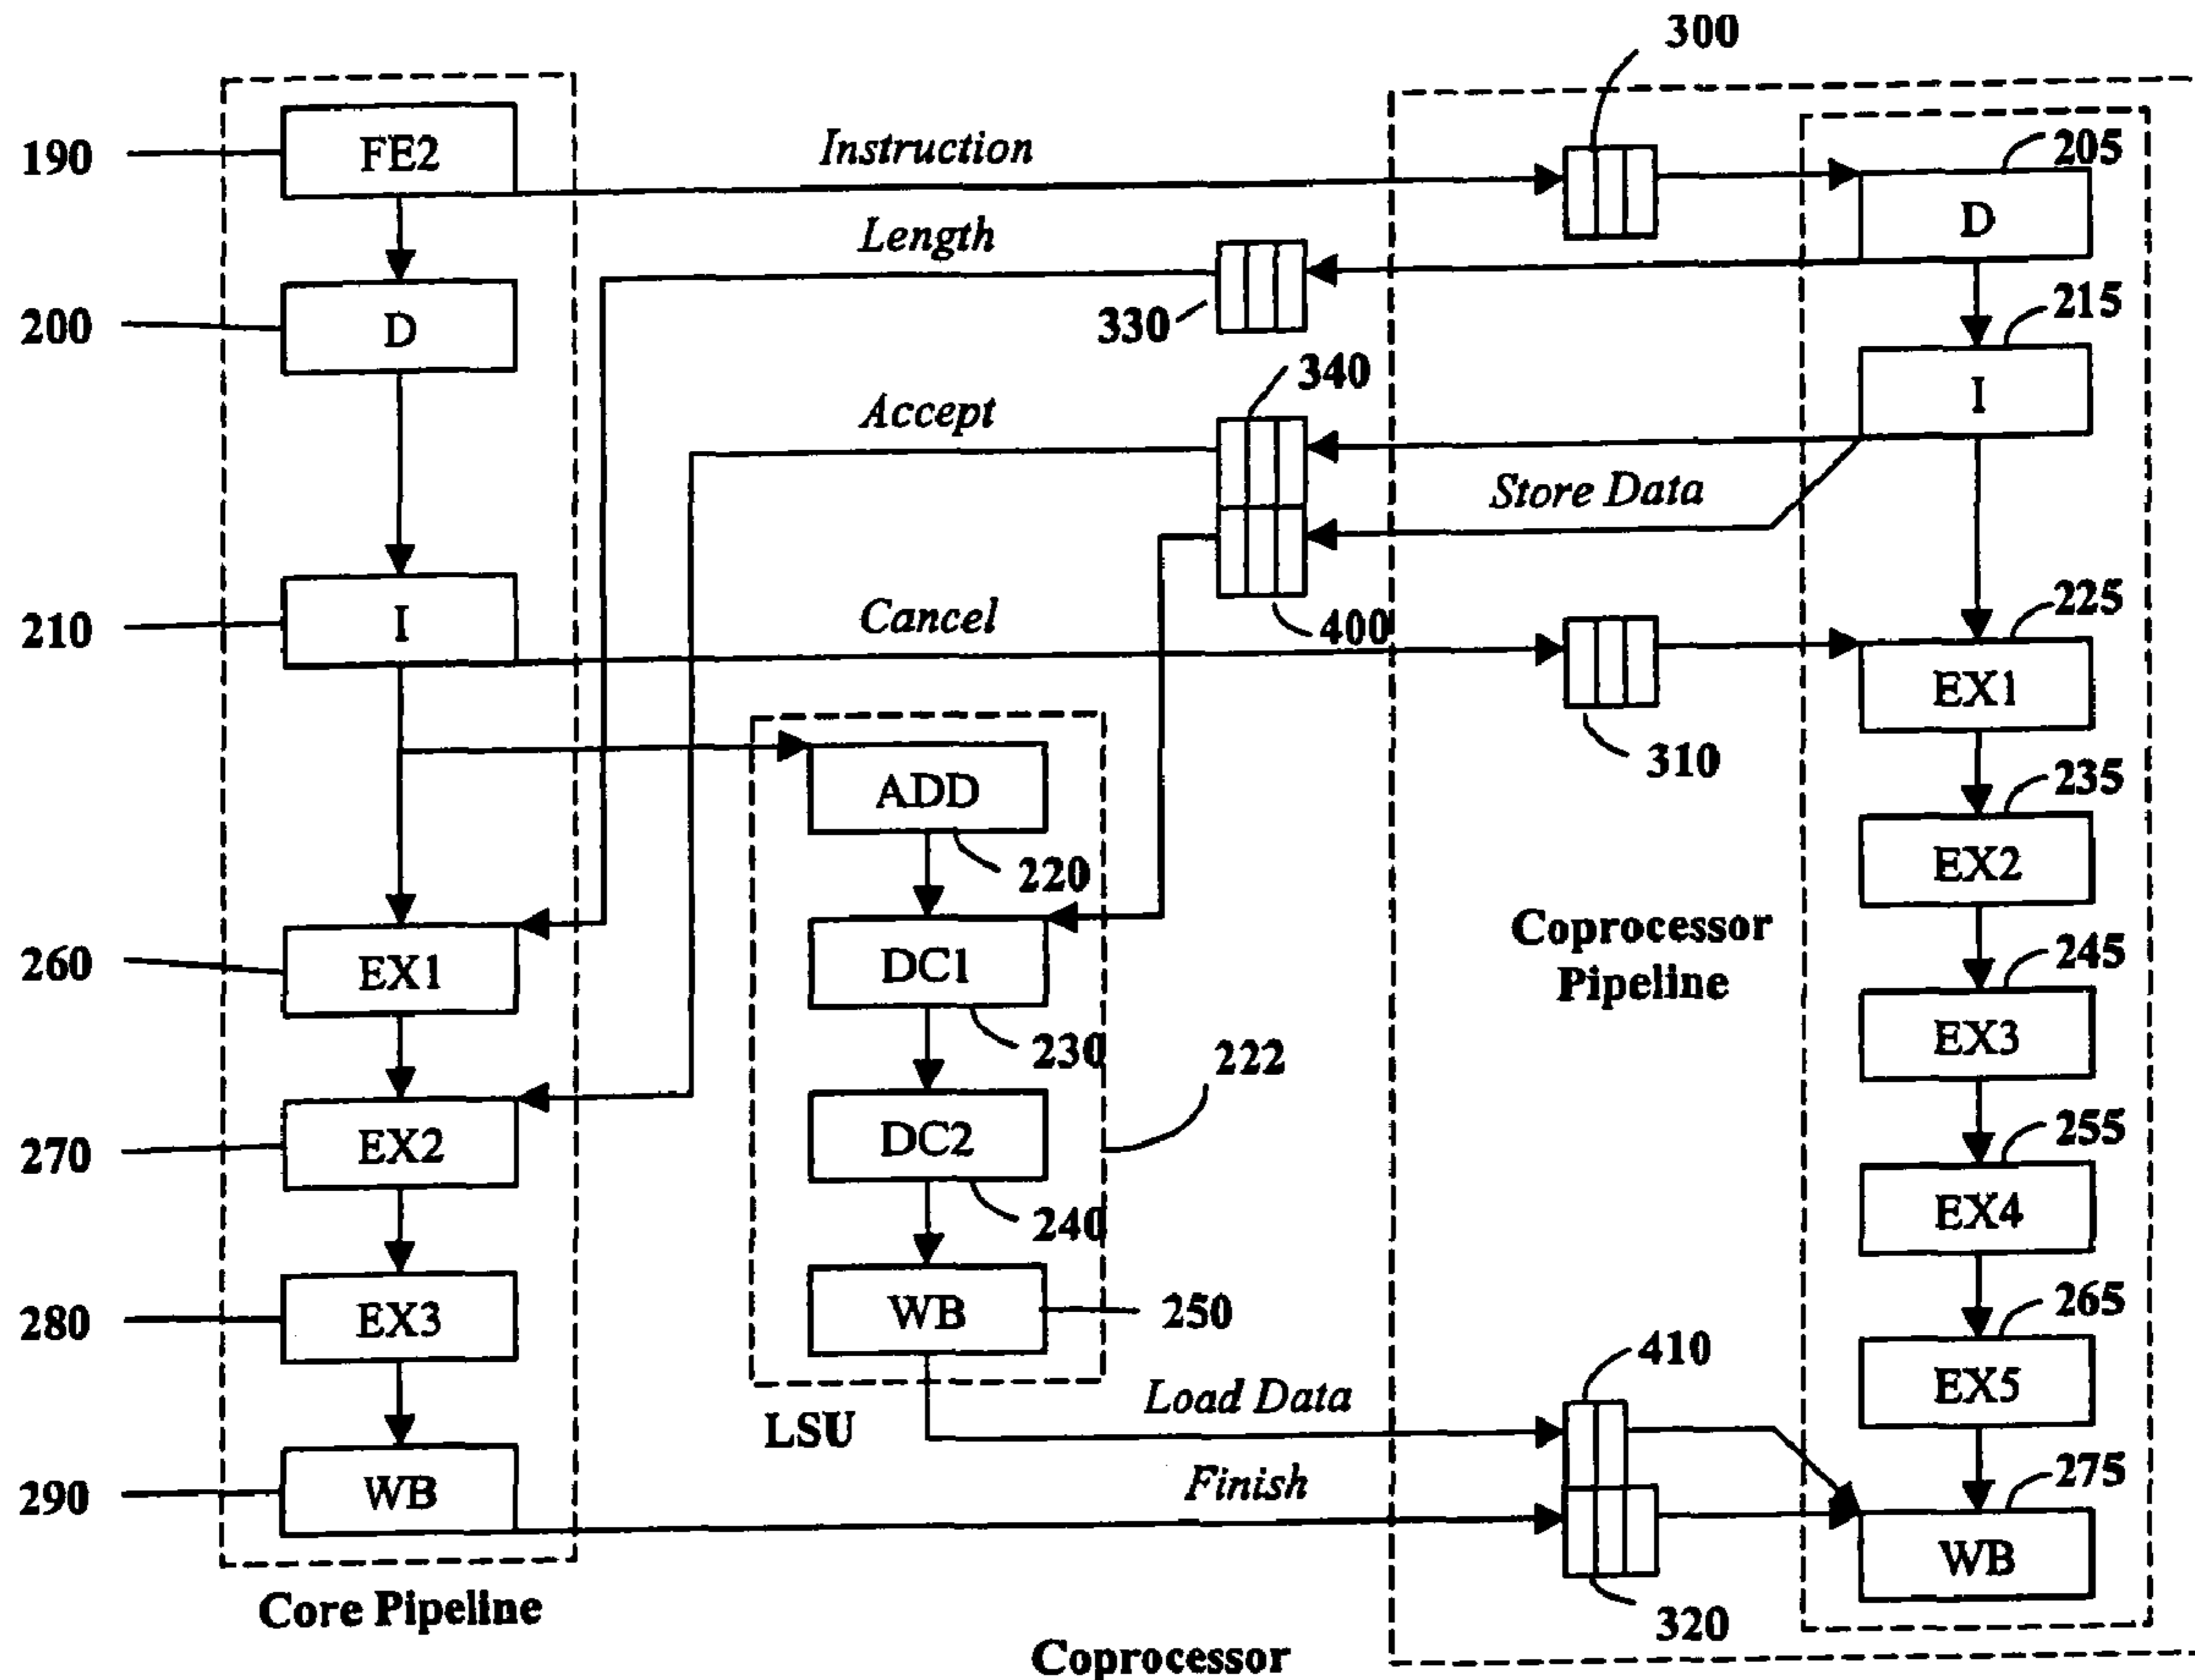 300
190
FE2
Instruction
205
D
Length
200
D
330
215
I
340
Accept
Store Data
210
I
Cancel
400
225
EX1
310
ADD
220
235
EX2
Coprocessor
Pipeline
260
EX1
DC1
230
245
EX3
222
270
EX2
DC2
240
255
EX4
280
EX3
WB
250
265
EX5
410
Load Data
LSU
290
WB
Finish
275
WB
320
Core Pipeline
Coprocessor